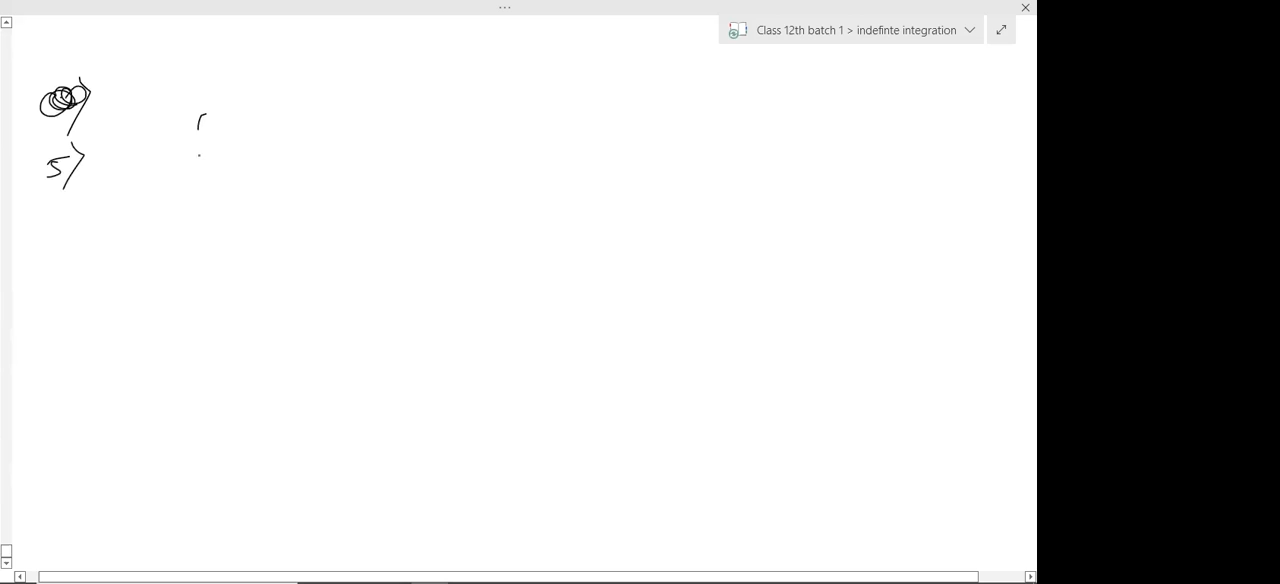 Class 12th batch 1 > indefinte integration
5)